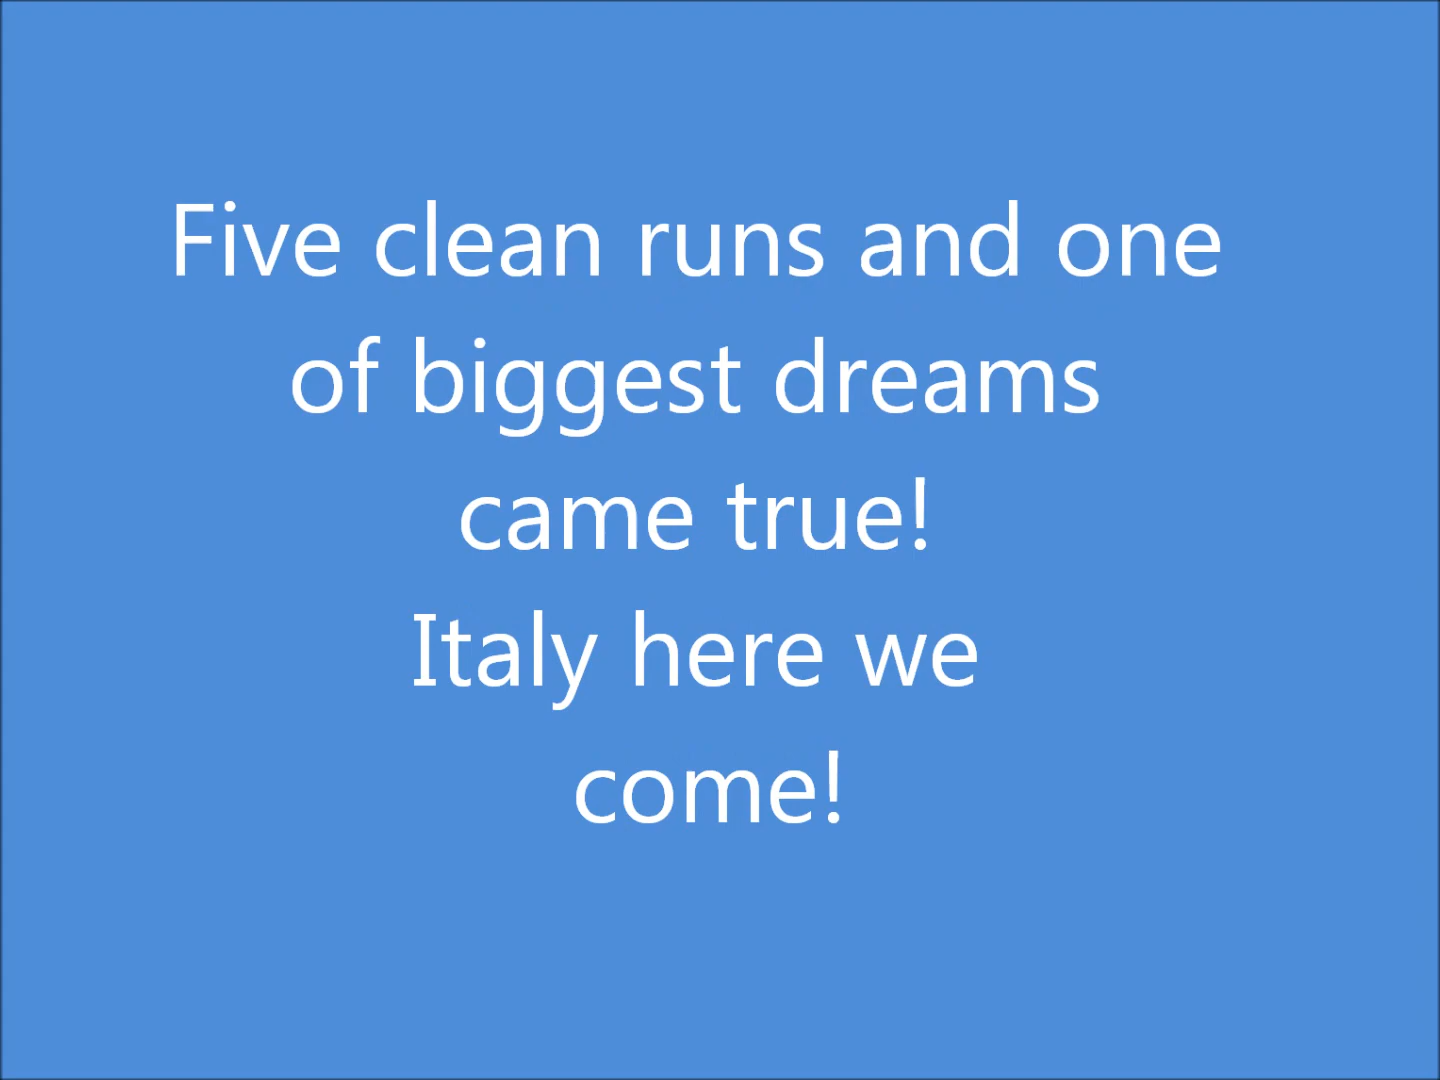 Five clean runs and one
of biggest dreams
came true!
Italy here we
come!